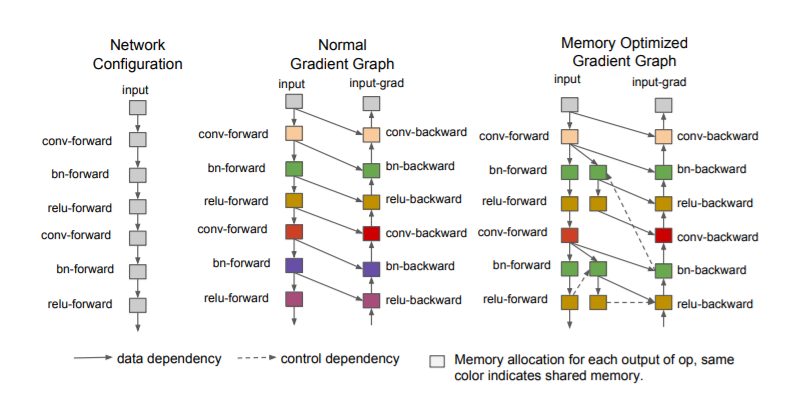 Network
Configuration
input
conv-forward
bn-forward
relu-forward
conv-forward
bn-forward
relu-forward
Normal
Gradient Graph
input
input-grad
conv-forward
conv-backward
bn-forward
bn-backward
relu-forward
relu-backward
conv-forward
conv-backward
bn-forward
bn-backward
relu-forward
relu-backward
Memory Optimized
Gradient Graph
input
input-grad
conv-forward
conv-backward
bn-forward
bn-backward
relu-forward
relu-backward
conv-forward
conv-backward
bn-forward
bn-backward
relu-forward
relu-backward
data dependency
control dependency
Memory allocation for each output of op, same
color indicates shared memory.